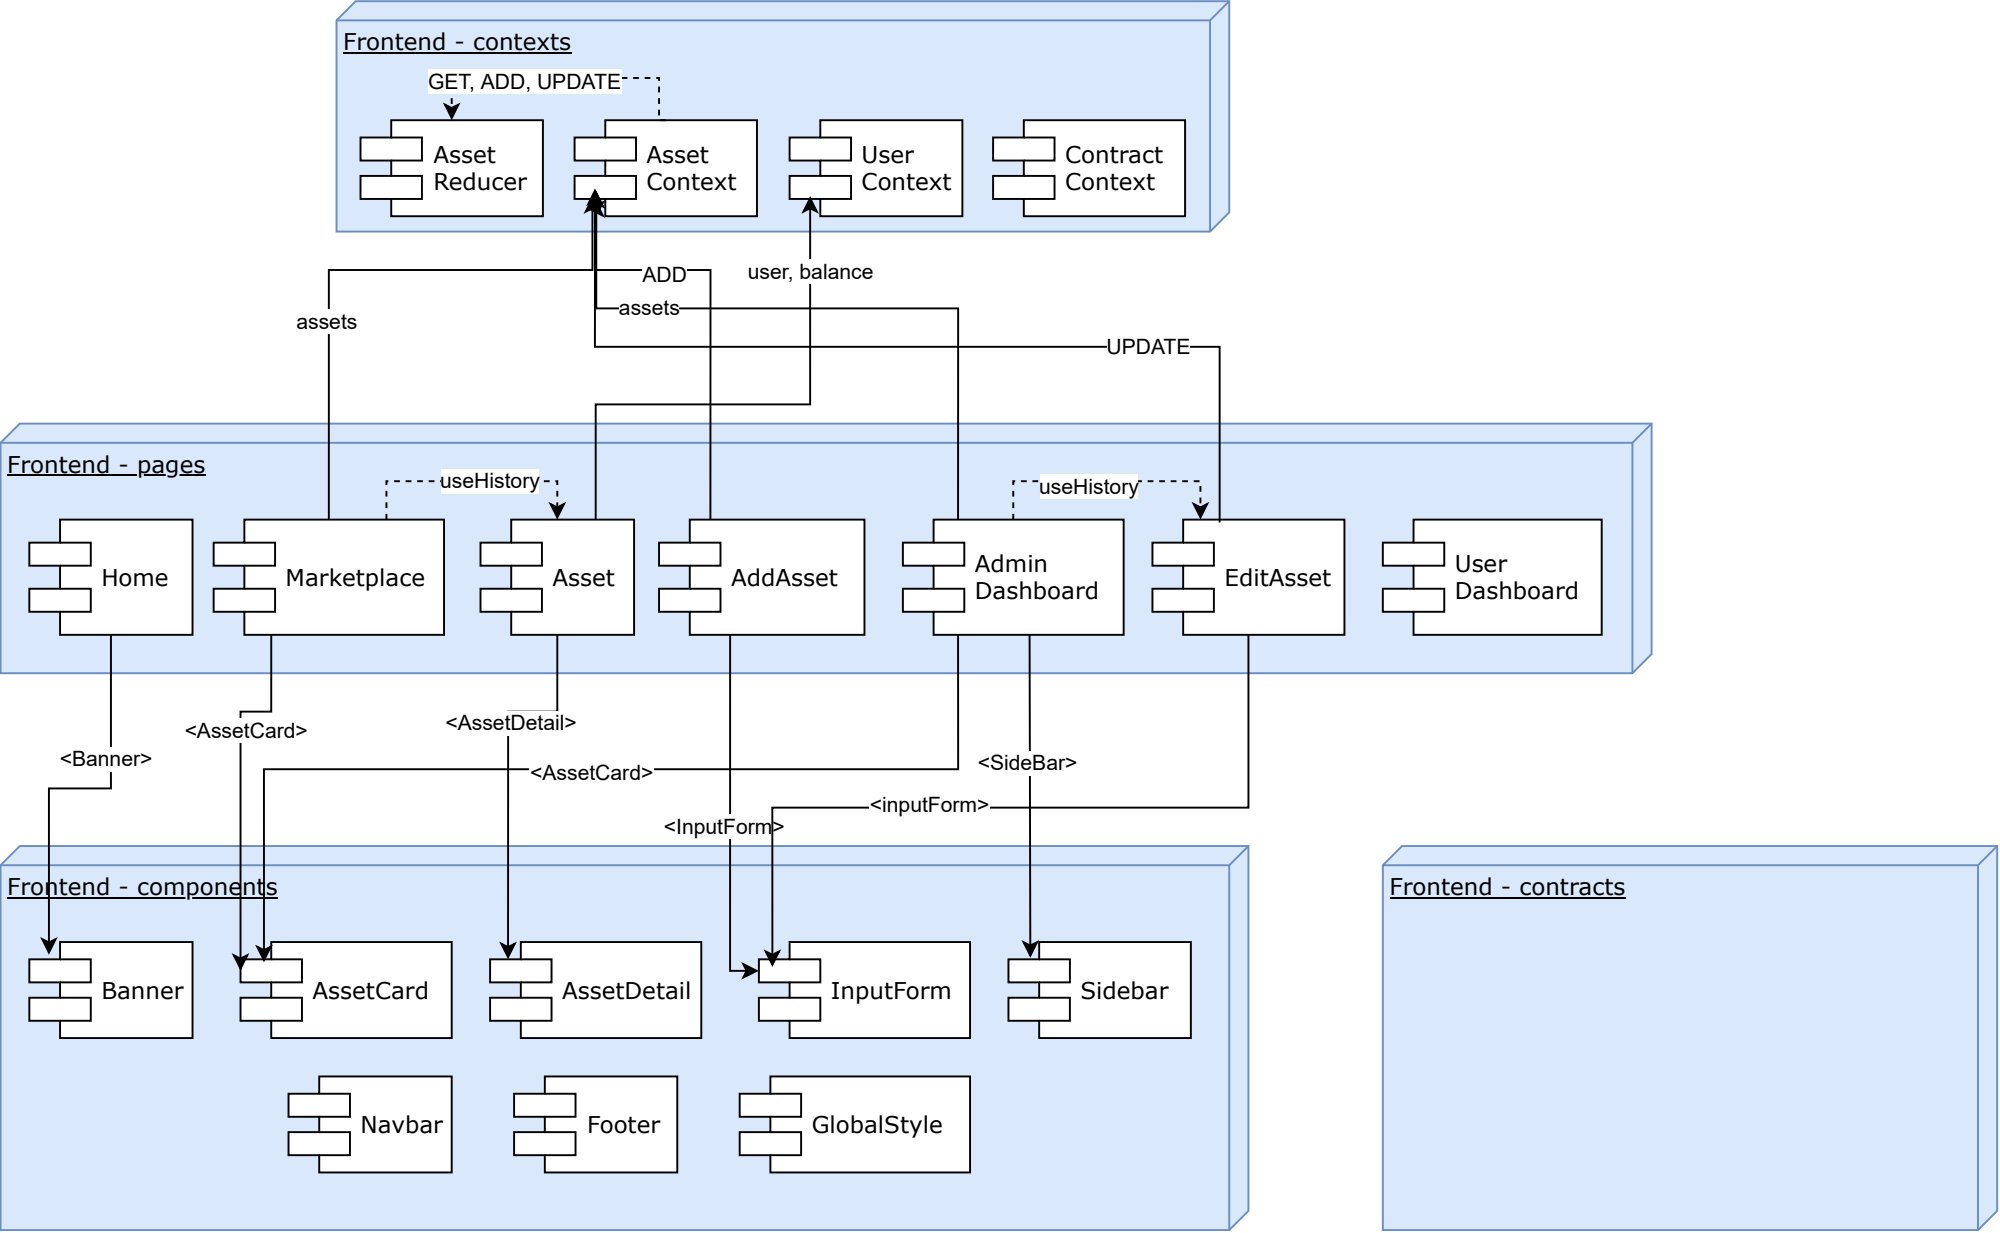 Frontend - contexts
GET, ADD, UPDATE
Asset
Reducer
Asset
Context
User
Context
Contract
Context
ADD
user, balance
assets
assets
UPDATE
Frontend - pages
useHistory
useHistory
Home
Marketplace
Asset
AddAsset
Admin
Dashboard
EditAsset
User
Dashboard
<AssetCard>
<AssetDetail>
<Banner>
<AssetCard>
<SideBar>
<inputForm>
<InputForm>
Frontend - components
Frontend - contracts
Banner
AssetCard
AssetDetail
InputForm
Sidebar
Navbar
Footer
GlobalStyle